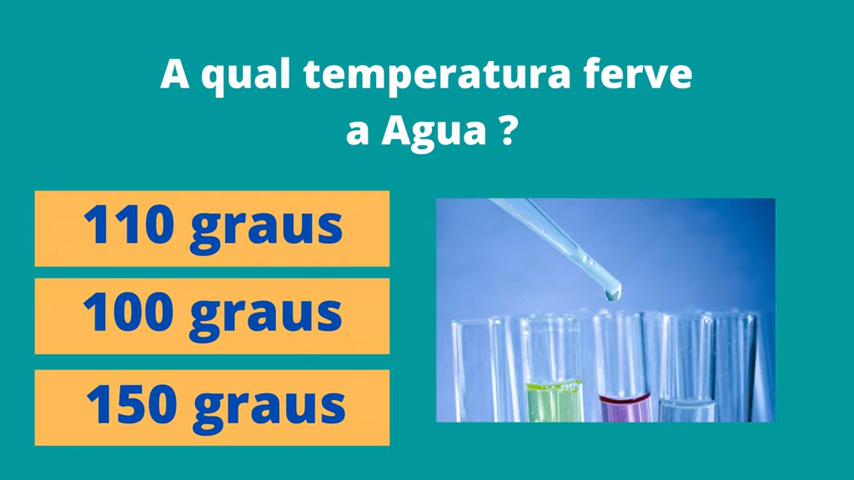 A qual temperatura ferve
a Agua ?
110 graus
100 graus
150 graus